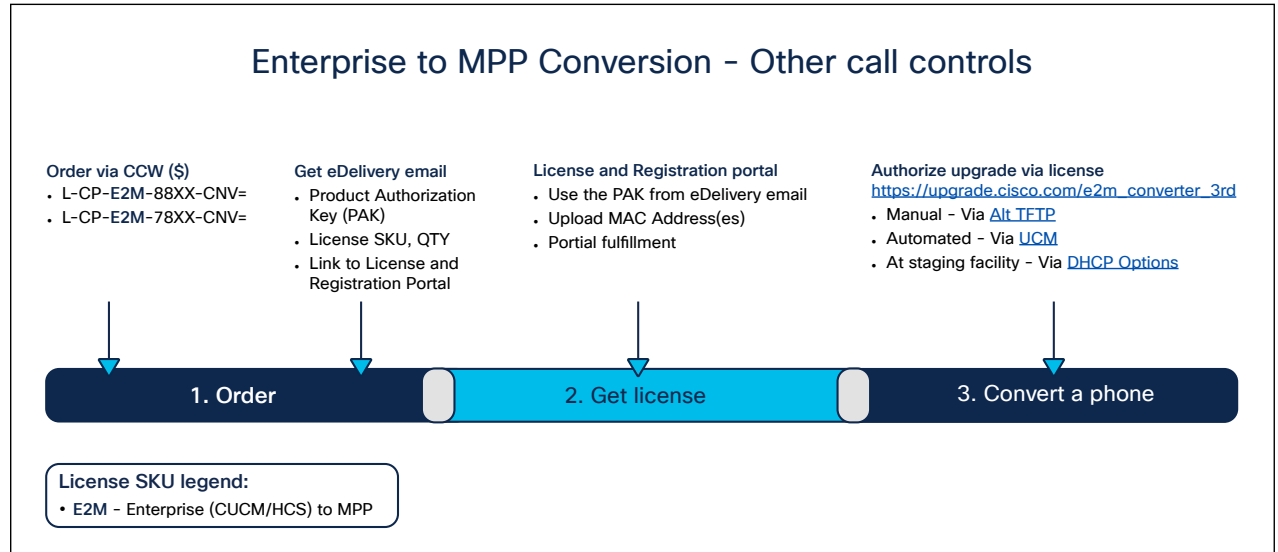 Enterprise to MPP Conversion - Other call controls
Order via CCW ($)
• L-CP-E2M-88XX-CNV=
• L-CP-E2M-78XX-CNV=
Get eDelivery email
• Product Authorization
Key (PAK)
• License SKU, QTY
• Link to License and
Registration Portal
License and Registration portal
• Use the PAK from eDelivery email
• Upload MAC Address(es)
• Portial fulfillment
Authorize upgrade via license
https://upgrade.cisco.com/e2m_converter_3rd
• Manual - Via Alt TFTP
• Automated - Via UCM
• At staging facility - Via DHCP Options
1. Order
2. Get license
3. Convert a phone
License SKU legend:
• E2M - Enterprise (CUCM/HCS) to MPP